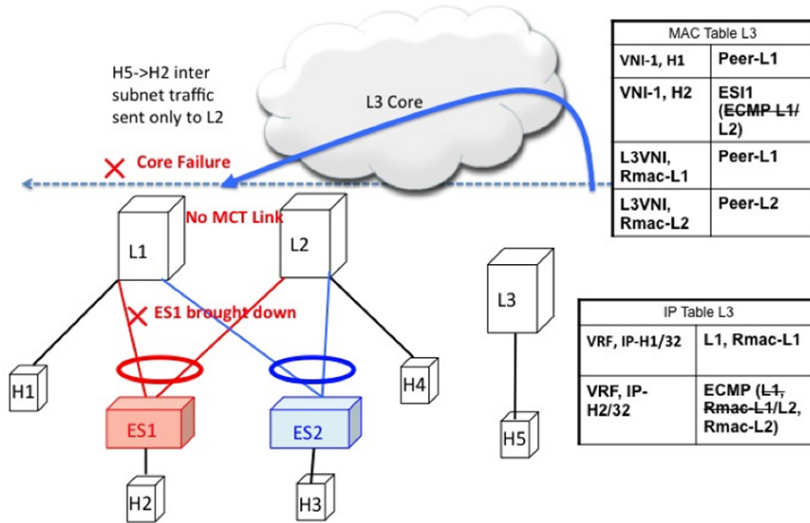 H5->H2 inter
subnet traffic
sent only to L2
L3 Core
Core Failure
No MCT Link
L1
L2
ES1 brought down
L3
H1
H4
ES1
ES2
H5
H2
H3
MAC Table L3
VNI-1, H1 Peer-L1
VNI-1, H2 ESI1
(ECMP L1/
L2)
L3VNI, Peer-L1
Rmac-L1
L3VNI, Peer-L2
Rmac-L2
IP Table L3
VRF, IP-H1/32 L1, Rmac-L1
VRF, IP- ECMP (L1,
H2/32 Rmac-L1/L2,
Rmac-L2)